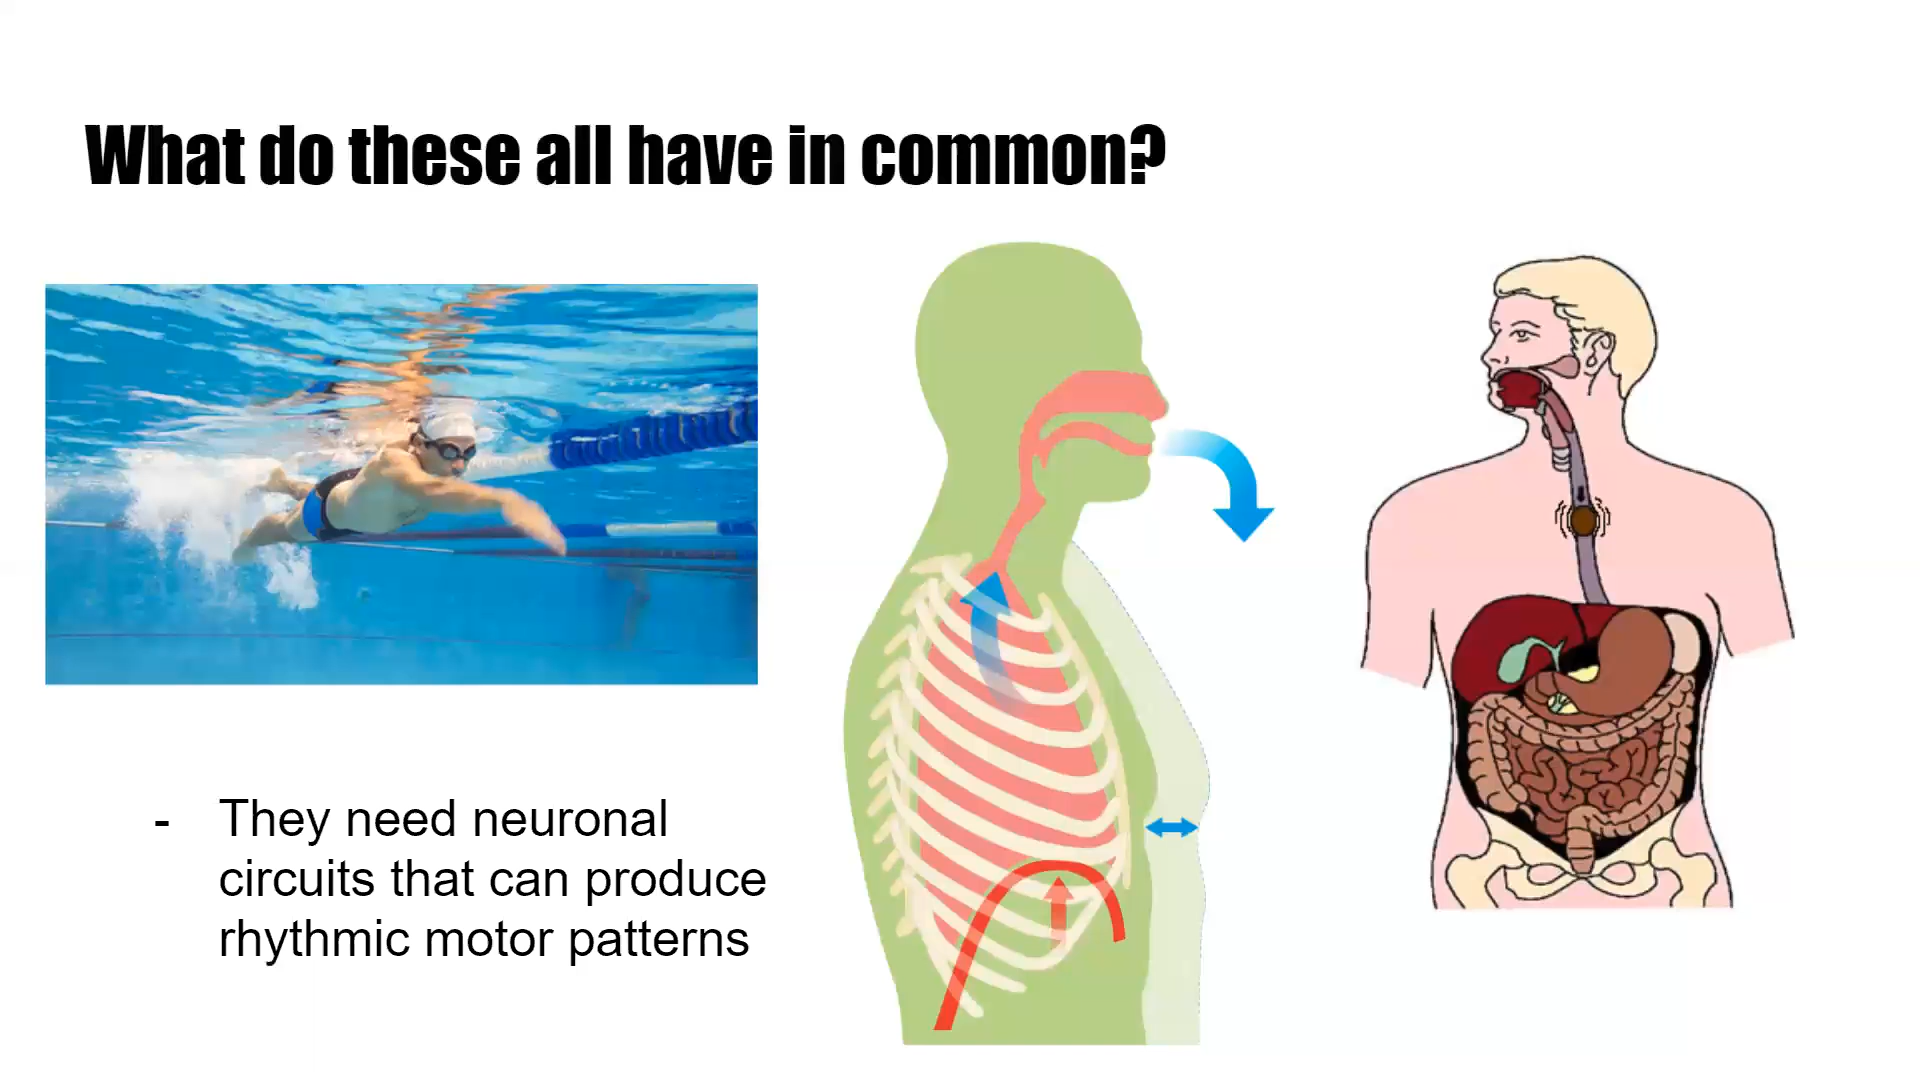 What do these all have in common?
- They need neuronal
circuits that can produce
rhythmic motor patterns